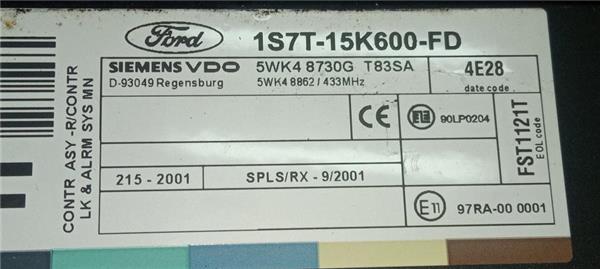 Ford 1S7T-15K600-FD
SIEMENS VDO 5WK4 8730G T83SA 4E28
D-93049 Regensburg 5WK4 8862 / 433MHz date code
CE 90LP0204
215 - 2001 SPLS/RX - 9/2001
E11 97RA-00 0001
CONTR ASY -R/CONTR
LK & ALRM SYS MN
FST1121T
EOL code